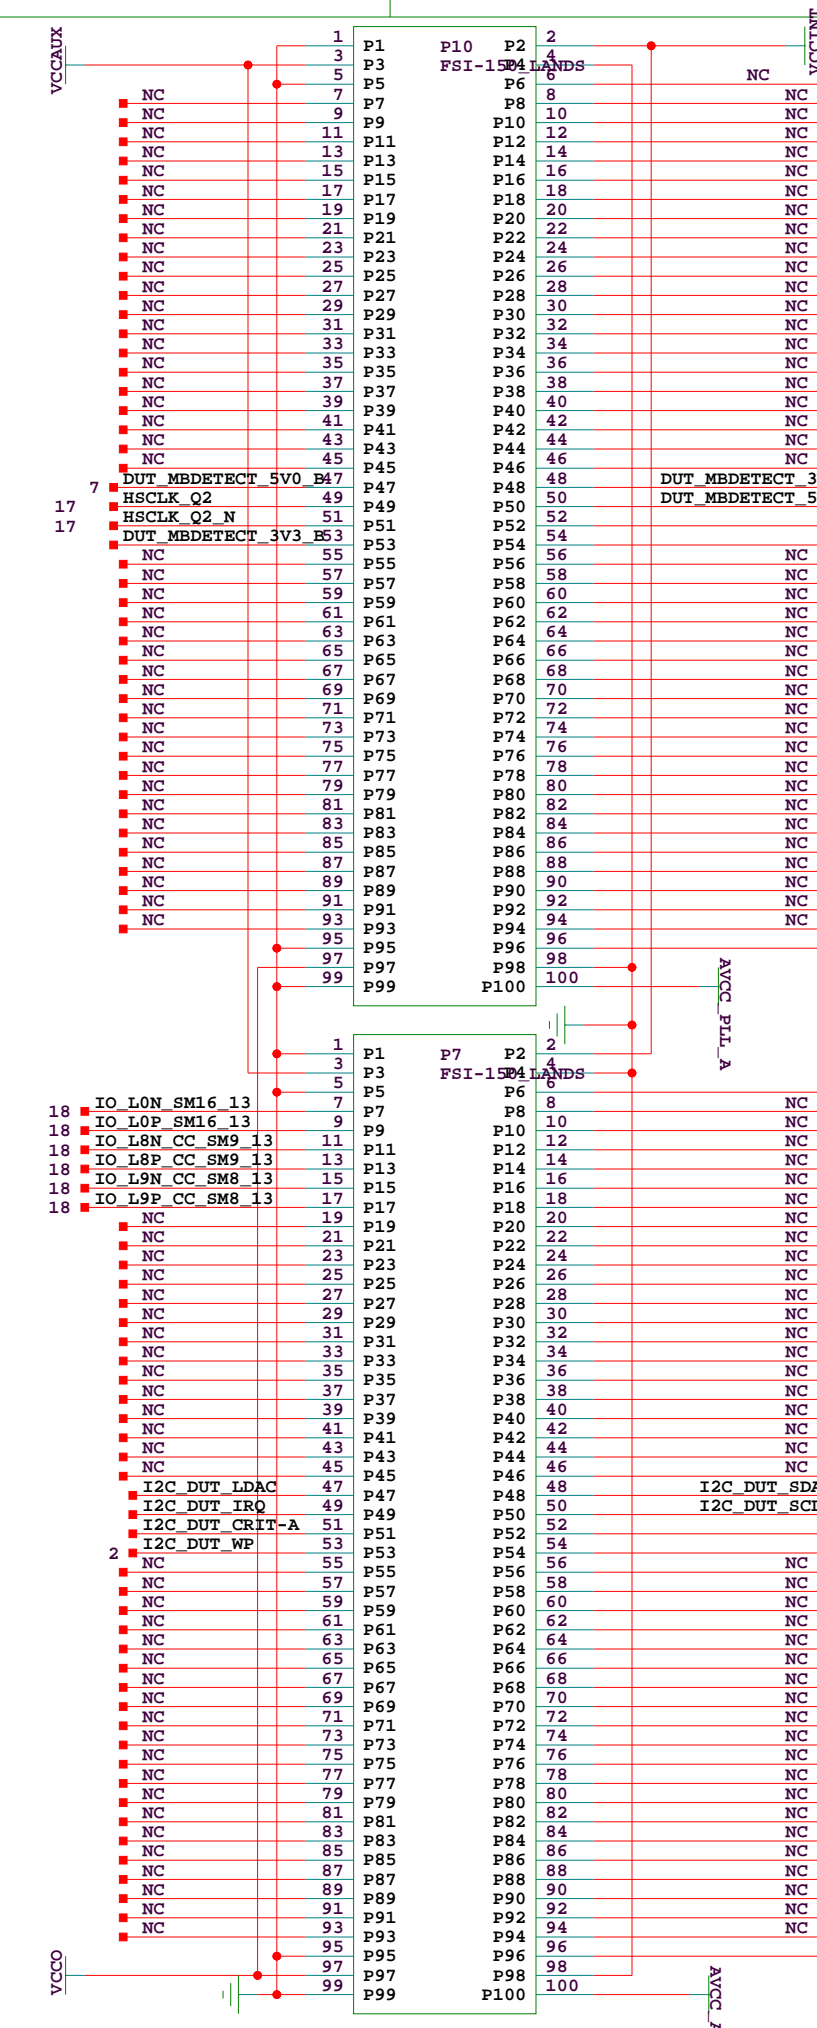 VCCAUX
VCCINT
1 P1 P10 P2 2
3 P3 FSI-150_LANDS P4 4
5 P5 P6 6 NC
NC 7 P7 P8 8 NC
NC 9 P9 P10 10 NC
NC 11 P11 P12 12 NC
NC 13 P13 P14 14 NC
NC 15 P15 P16 16 NC
NC 17 P17 P18 18 NC
NC 19 P19 P20 20 NC
NC 21 P21 P22 22 NC
NC 23 P23 P24 24 NC
NC 25 P25 P26 26 NC
NC 27 P27 P28 28 NC
NC 29 P29 P30 30 NC
NC 31 P31 P32 32 NC
NC 33 P33 P34 34 NC
NC 35 P35 P36 36 NC
NC 37 P37 P38 38 NC
NC 39 P39 P40 40 NC
NC 41 P41 P42 42 NC
NC 43 P43 P44 44 NC
NC 45 P45 P46 46 NC
7 DUT_MBDETECT_5V0_B 47 P47 P48 48 DUT_MBDETECT_3
17 HSCLK_Q2 49 P49 P50 50 DUT_MBDETECT_5
17 HSCLK_Q2_N 51 P51 P52 52
DUT_MBDETECT_3V3_B 53 P53 P54 54
NC 55 P55 P56 56 NC
NC 57 P57 P58 58 NC
NC 59 P59 P60 60 NC
NC 61 P61 P62 62 NC
NC 63 P63 P64 64 NC
NC 65 P65 P66 66 NC
NC 67 P67 P68 68 NC
NC 69 P69 P70 70 NC
NC 71 P71 P72 72 NC
NC 73 P73 P74 74 NC
NC 75 P75 P76 76 NC
NC 77 P77 P78 78 NC
NC 79 P79 P80 80 NC
NC 81 P81 P82 82 NC
NC 83 P83 P84 84 NC
NC 85 P85 P86 86 NC
NC 87 P87 P88 88 NC
NC 89 P89 P90 90 NC
NC 91 P91 P92 92 NC
NC 93 P93 P94 94 NC
95 P95 P96 96
97 P97 P98 98
99 P99 P100 100
AVCC_PLL_A
1 P1 P7 P2 2
3 P3 FSI-150_LANDS P4 4
5 P5 P6 6
18 IO_L0N_SM16_13 7 P7 P8 8 NC
18 IO_L0P_SM16_13 9 P9 P10 10 NC
18 IO_L8N_CC_SM9_13 11 P11 P12 12 NC
18 IO_L8P_CC_SM9_13 13 P13 P14 14 NC
18 IO_L9N_CC_SM8_13 15 P15 P16 16 NC
18 IO_L9P_CC_SM8_13 17 P17 P18 18 NC
NC 19 P19 P20 20 NC
NC 21 P21 P22 22 NC
NC 23 P23 P24 24 NC
NC 25 P25 P26 26 NC
NC 27 P27 P28 28 NC
NC 29 P29 P30 30 NC
NC 31 P31 P32 32 NC
NC 33 P33 P34 34 NC
NC 35 P35 P36 36 NC
NC 37 P37 P38 38 NC
NC 39 P39 P40 40 NC
NC 41 P41 P42 42 NC
NC 43 P43 P44 44 NC
NC 45 P45 P46 46 NC
I2C_DUT_LDAC 47 P47 P48 48 I2C_DUT_SDA
I2C_DUT_IRQ 49 P49 P50 50 I2C_DUT_SCL
I2C_DUT_CRIT-A 51 P51 P52 52
2 I2C_DUT_WP 53 P53 P54 54
NC 55 P55 P56 56 NC
NC 57 P57 P58 58 NC
NC 59 P59 P60 60 NC
NC 61 P61 P62 62 NC
NC 63 P63 P64 64 NC
NC 65 P65 P66 66 NC
NC 67 P67 P68 68 NC
NC 69 P69 P70 70 NC
NC 71 P71 P72 72 NC
NC 73 P73 P74 74 NC
NC 75 P75 P76 76 NC
NC 77 P77 P78 78 NC
NC 79 P79 P80 80 NC
NC 81 P81 P82 82 NC
NC 83 P83 P84 84 NC
NC 85 P85 P86 86 NC
NC 87 P87 P88 88 NC
NC 89 P89 P90 90 NC
NC 91 P91 P92 92 NC
NC 93 P93 P94 94 NC
95 P95 P96 96
97 P97 P98 98
99 P99 P100 100
VCCO
AVCC_